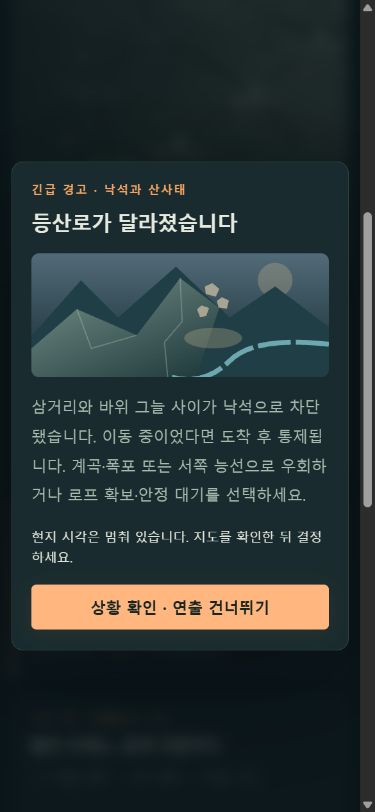 긴급 경고 · 낙석과 산사태
등산로가 달라졌습니다
삼거리와 바위 그늘 사이가 낙석으로 차단
됐습니다. 이동 중이었다면 도착 후 통제됩
니다. 계곡·폭포 또는 서쪽 능선으로 우회하
거나 로프 확보·안정 대기를 선택하세요.
현지 시각은 멈춰 있습니다. 지도를 확인한 뒤 결정
하세요.
상황 확인 · 연출 건너뛰기